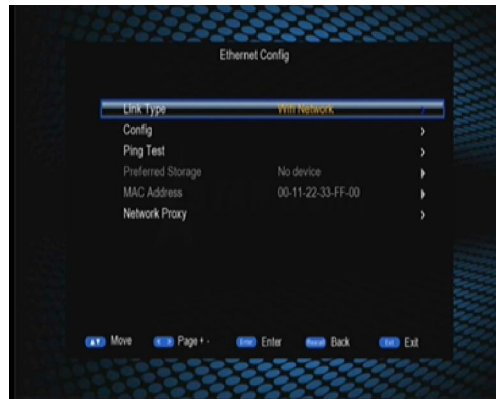 Ethernet Config
Link Type Wifi Network
Config
Ping Test
Preferred Storage No device
MAC Address 00-11-22-33-FF-00
Network Proxy
Move Page + - Enter Back Exit Exit